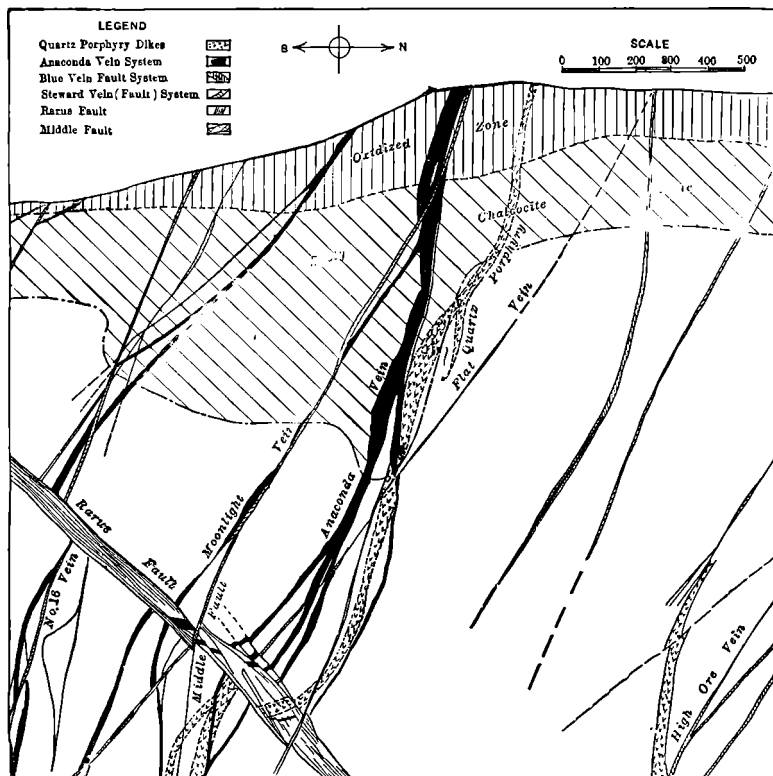 LEGEND
Quartz Porphyry Dikes
Anaconda Vein System
Blue Vein Fault System
Steward Vein (Fault) System
Rarus Fault
Middle Fault
S N
SCALE
0 100 200 300 400 500
Oxidized Zone
Chalcocite
Quartz Porphyry
Flat Vein
Vein
Anaconda
Moonlight Vein
Rarus Fault
Fault
Middle
No.16 Vein
High Ore Vein